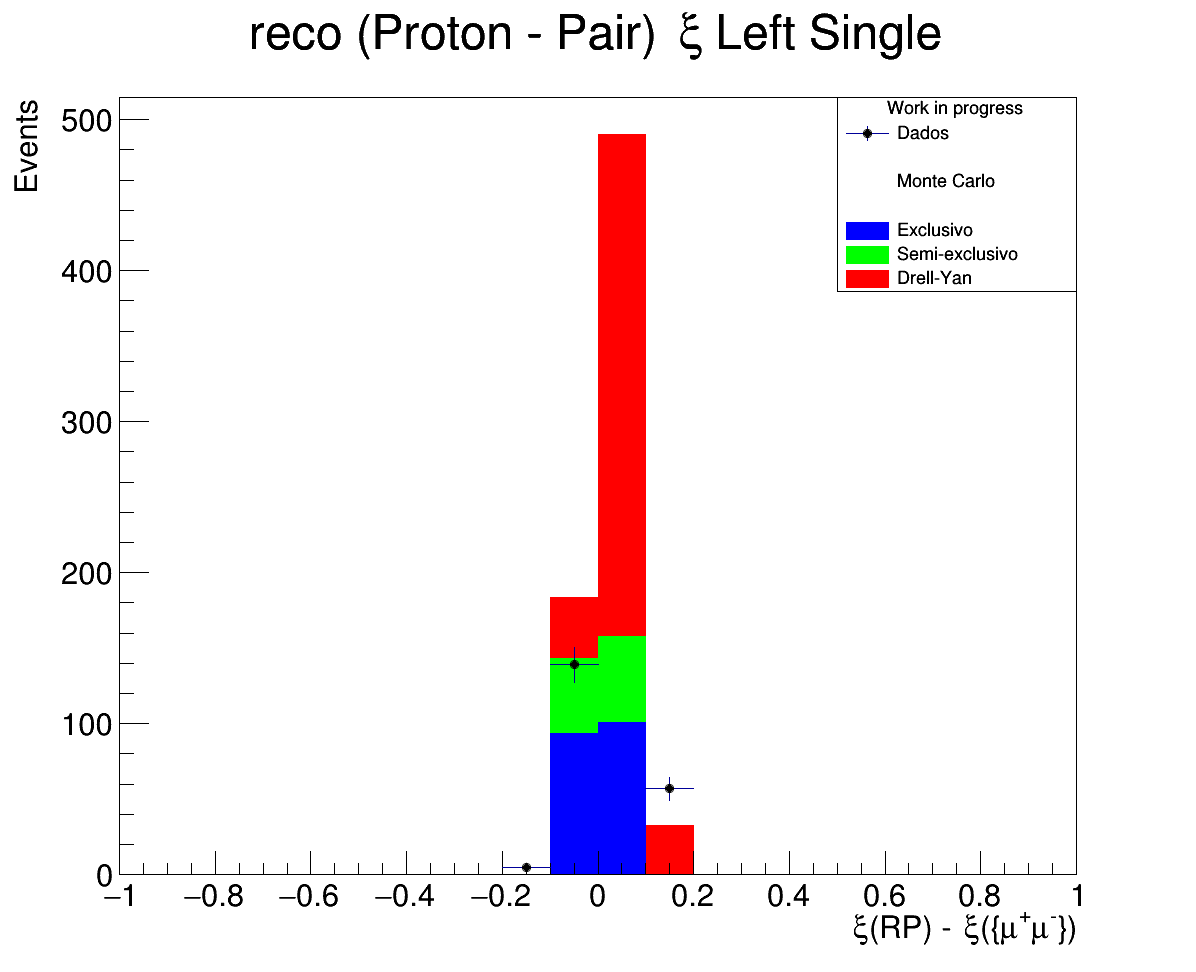 reco (Proton - Pair) ξ Left Single
Events
500
400
300
200
100
0
Work in progress
Dados
Monte Carlo
Exclusivo
Semi-exclusivo
Drell-Yan
−1 −0.8 −0.6 −0.4 −0.2 0 0.2 0.4 0.6 0.8 1
ξ(RP) - ξ({μ⁺μ⁻})